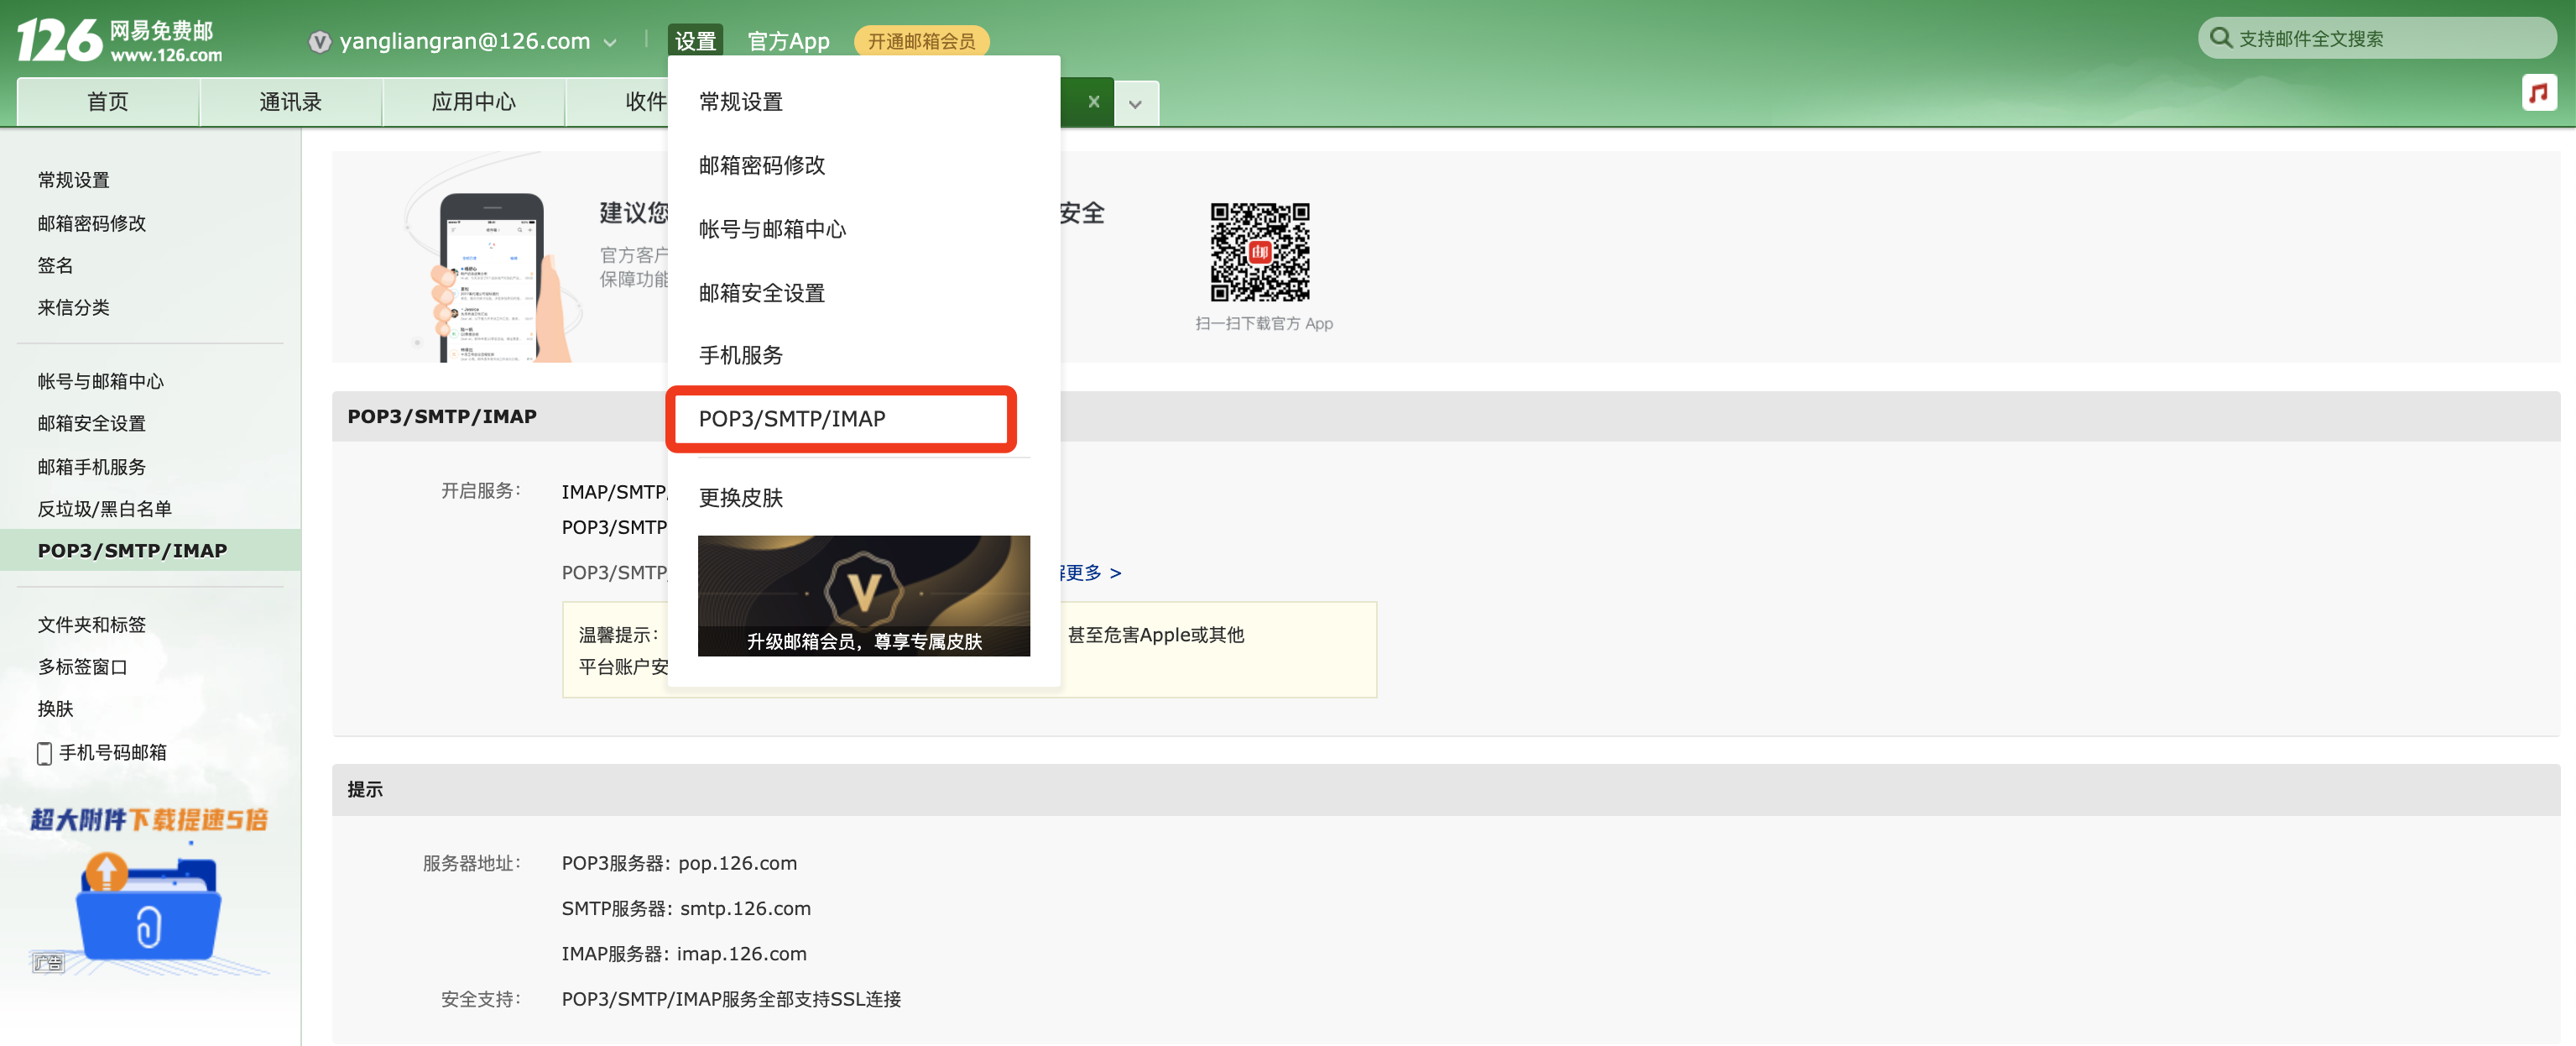 126 网易免费邮
www.126.com
yangliangran@126.com
设置
官方App
开通邮箱会员
支持邮件全文搜索
首页
通讯录
应用中心
收件
常规设置
邮箱密码修改
帐号与邮箱中心
邮箱安全设置
手机服务
POP3/SMTP/IMAP
更换皮肤
升级邮箱会员，尊享专属皮肤
常规设置
邮箱密码修改
签名
来信分类
帐号与邮箱中心
邮箱安全设置
邮箱手机服务
反垃圾/黑白名单
POP3/SMTP/IMAP
文件夹和标签
多标签窗口
换肤
手机号码邮箱
超大附件下载提速5倍
广告
建议您
安全
官方客户
保障功能
扫一扫下载官方 App
POP3/SMTP/IMAP
开启服务：
IMAP/SMTP
POP3/SMTP
POP3/SMTP/
更多 >
温馨提示：
甚至危害Apple或其他
平台账户安
提示
服务器地址：
POP3服务器: pop.126.com
SMTP服务器: smtp.126.com
IMAP服务器: imap.126.com
安全支持：
POP3/SMTP/IMAP服务全部支持SSL连接